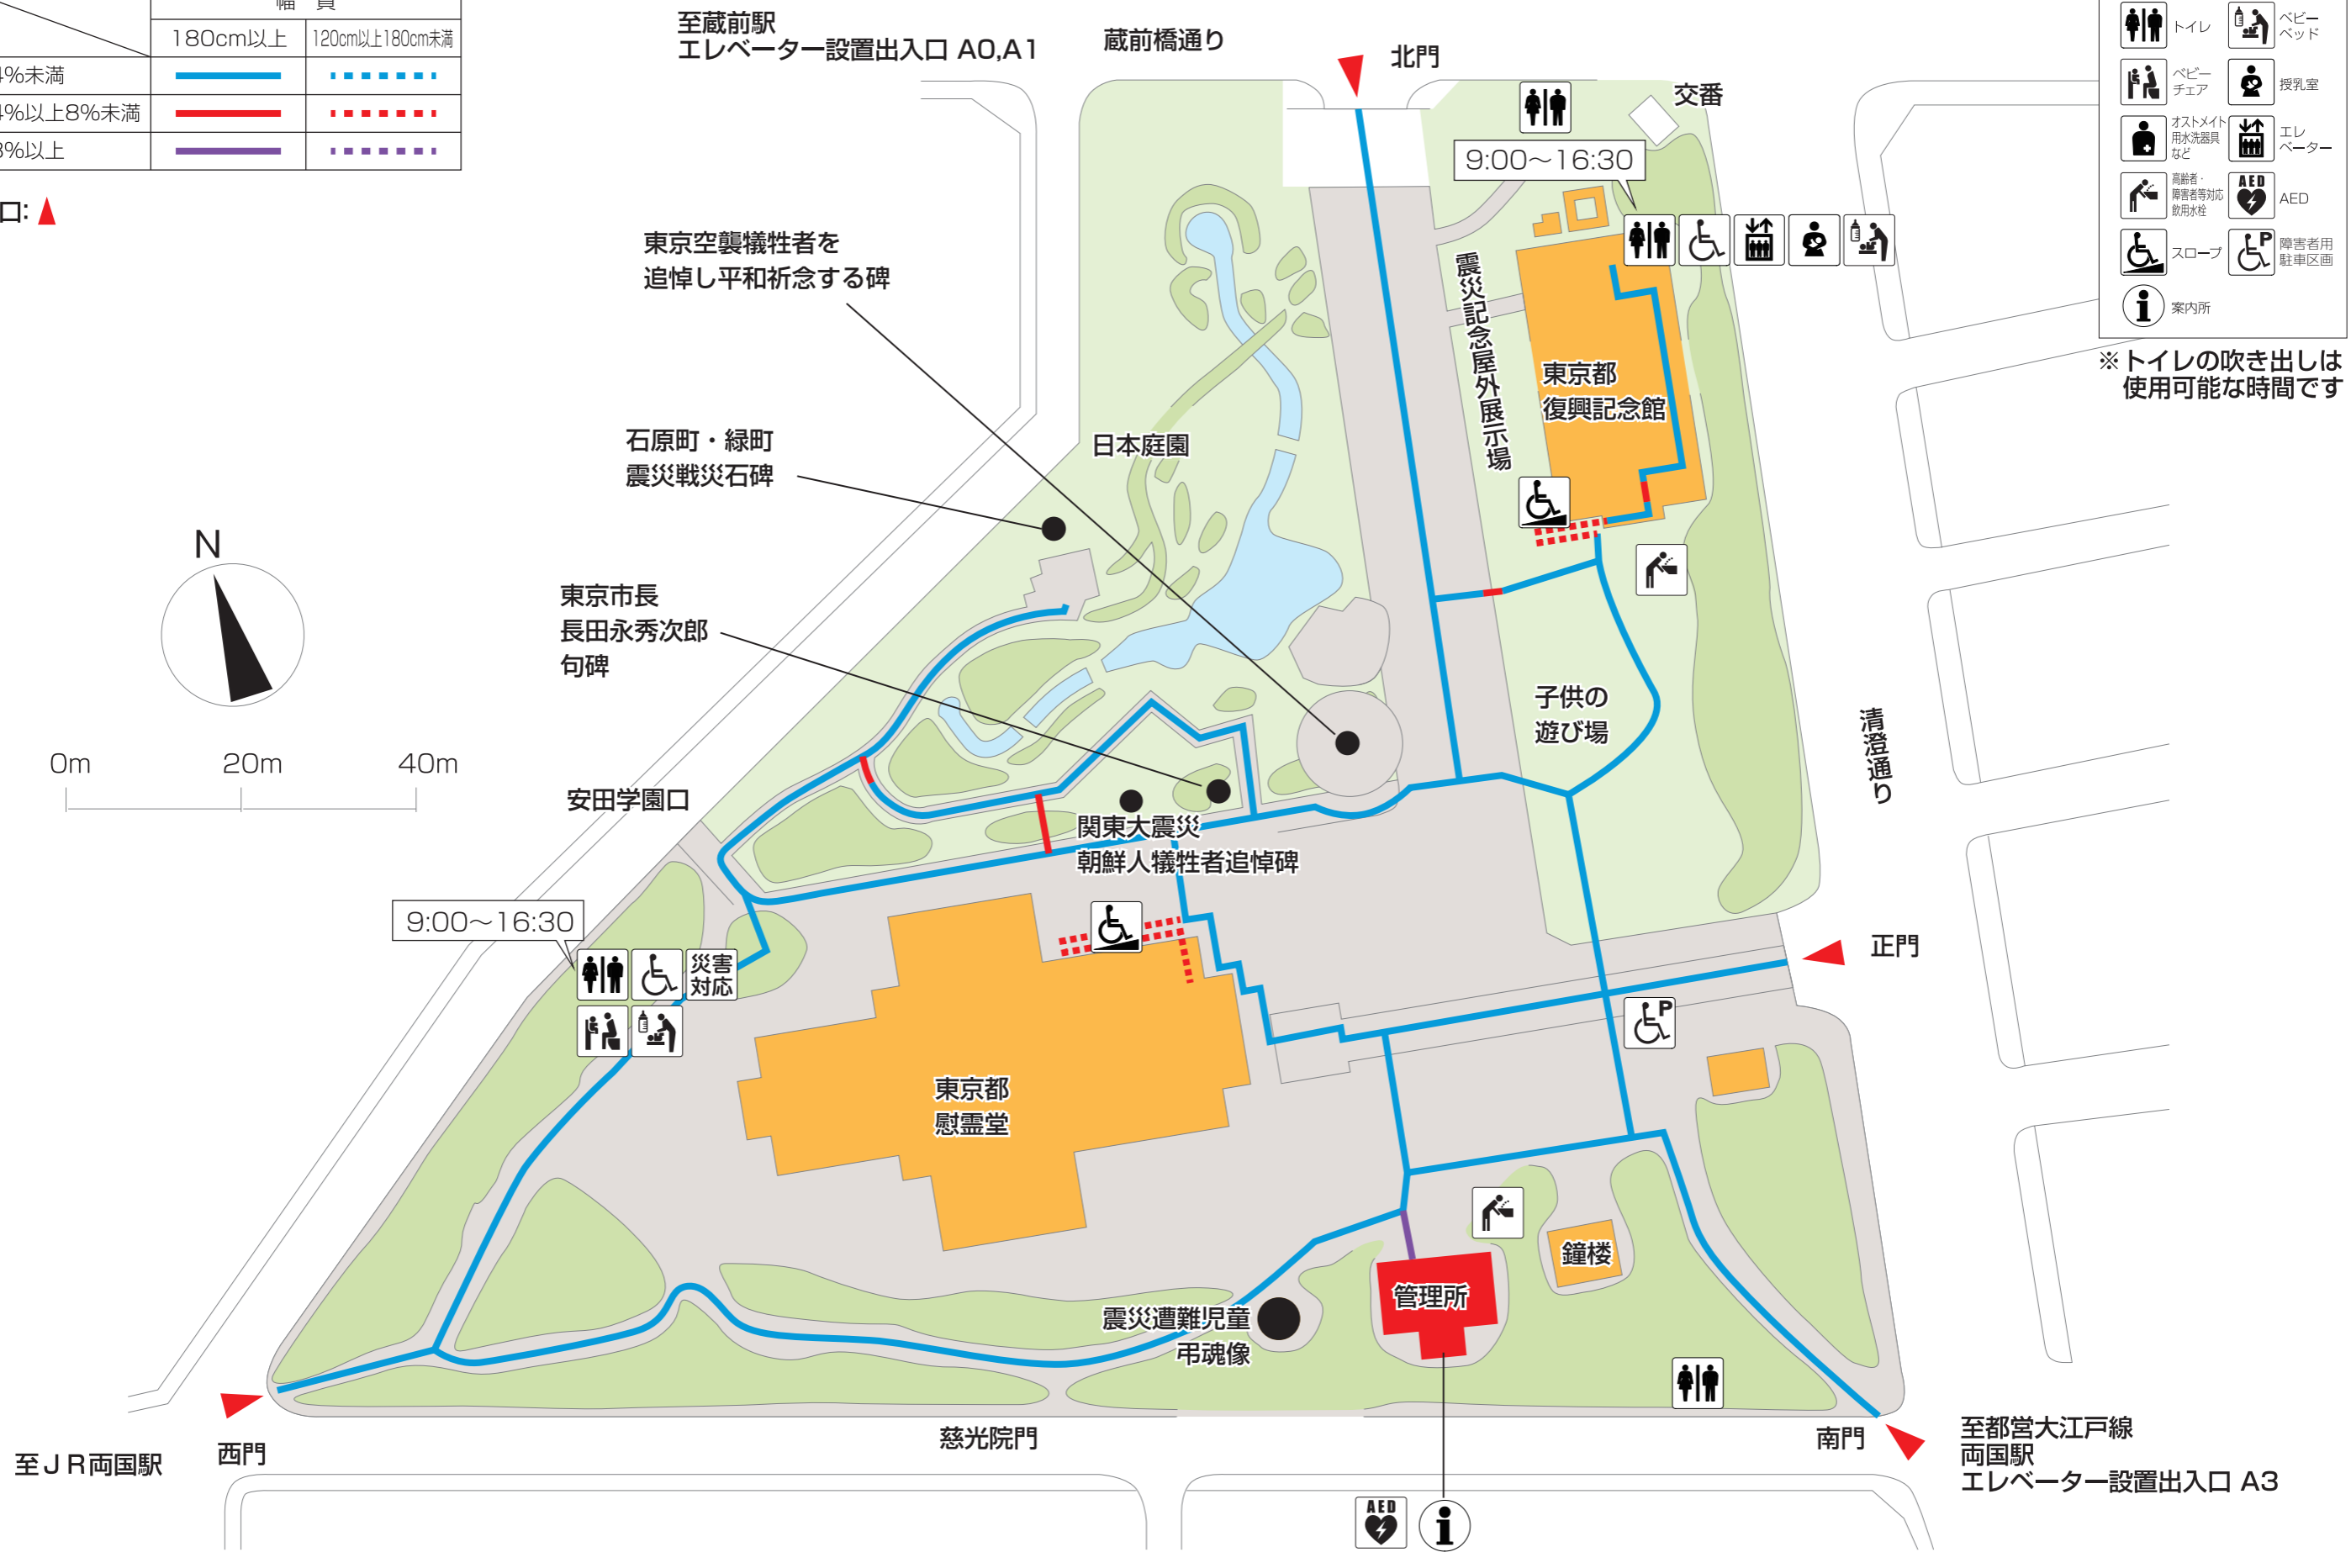 幅 員
180cm以上
120cm以上180cm未満
4%未満
4%以上8%未満
8%以上
口:
至蔵前駅
エレベーター設置出入口 A0,A1
蔵前橋通り
北門
交番
9:00〜16:30
トイレ
ベビー
ベッド
ベビー
チェア
授乳室
オストメイト
用水洗器具
など
エレ
ベーター
高齢者・
障害者等対応
飲用水栓
AED
AED
スロープ
P
障害者用
駐車区画
案内所
※トイレの吹き出しは
使用可能な時間です
東京空襲犠牲者を
追悼し平和祈念する碑
震災記念屋外展示場
東京都
復興記念館
石原町・緑町
震災戦災石碑
日本庭園
N
東京市長
長田永秀次郎
句碑
0m
20m
40m
子供の
遊び場
清澄通り
安田学園口
関東大震災
朝鮮人犠牲者追悼碑
9:00〜16:30
災害
対応
正門
P
東京都
慰霊堂
鐘楼
管理所
震災遭難児童
弔魂像
至JR両国駅
西門
慈光院門
南門
至都営大江戸線
両国駅
エレベーター設置出入口 A3
AED